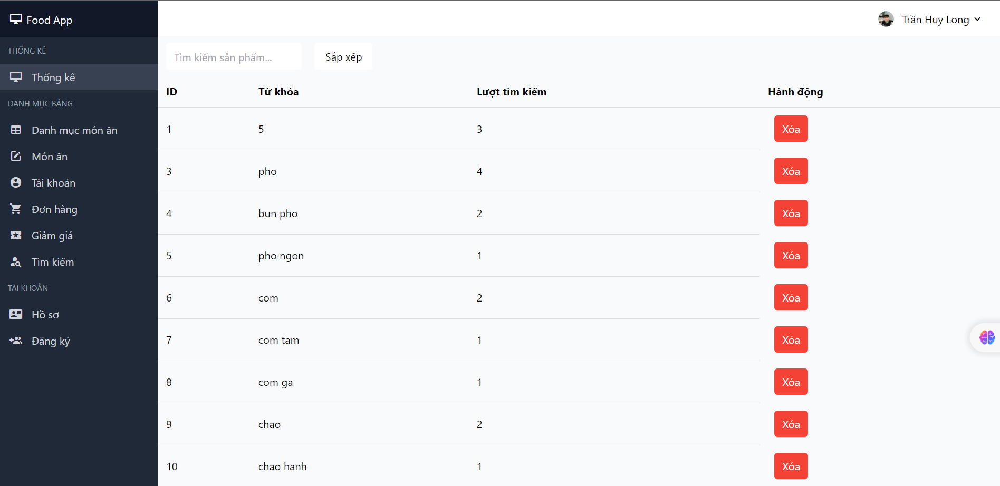 Food App
Trần Huy Long
THỐNG KÊ
Thống kê
DANH MỤC BẢNG
Danh mục món ăn
Món ăn
Tài khoản
Đơn hàng
Giảm giá
Tìm kiếm
TÀI KHOẢN
Hồ sơ
Đăng ký
Tìm kiếm sản phẩm...
Sắp xếp
ID Từ khóa Lượt tìm kiếm Hành động
1 5 3 Xóa
3 pho 4 Xóa
4 bun pho 2 Xóa
5 pho ngon 1 Xóa
6 com 2 Xóa
7 com tam 1 Xóa
8 com ga 1 Xóa
9 chao 2 Xóa
10 chao hanh 1 Xóa